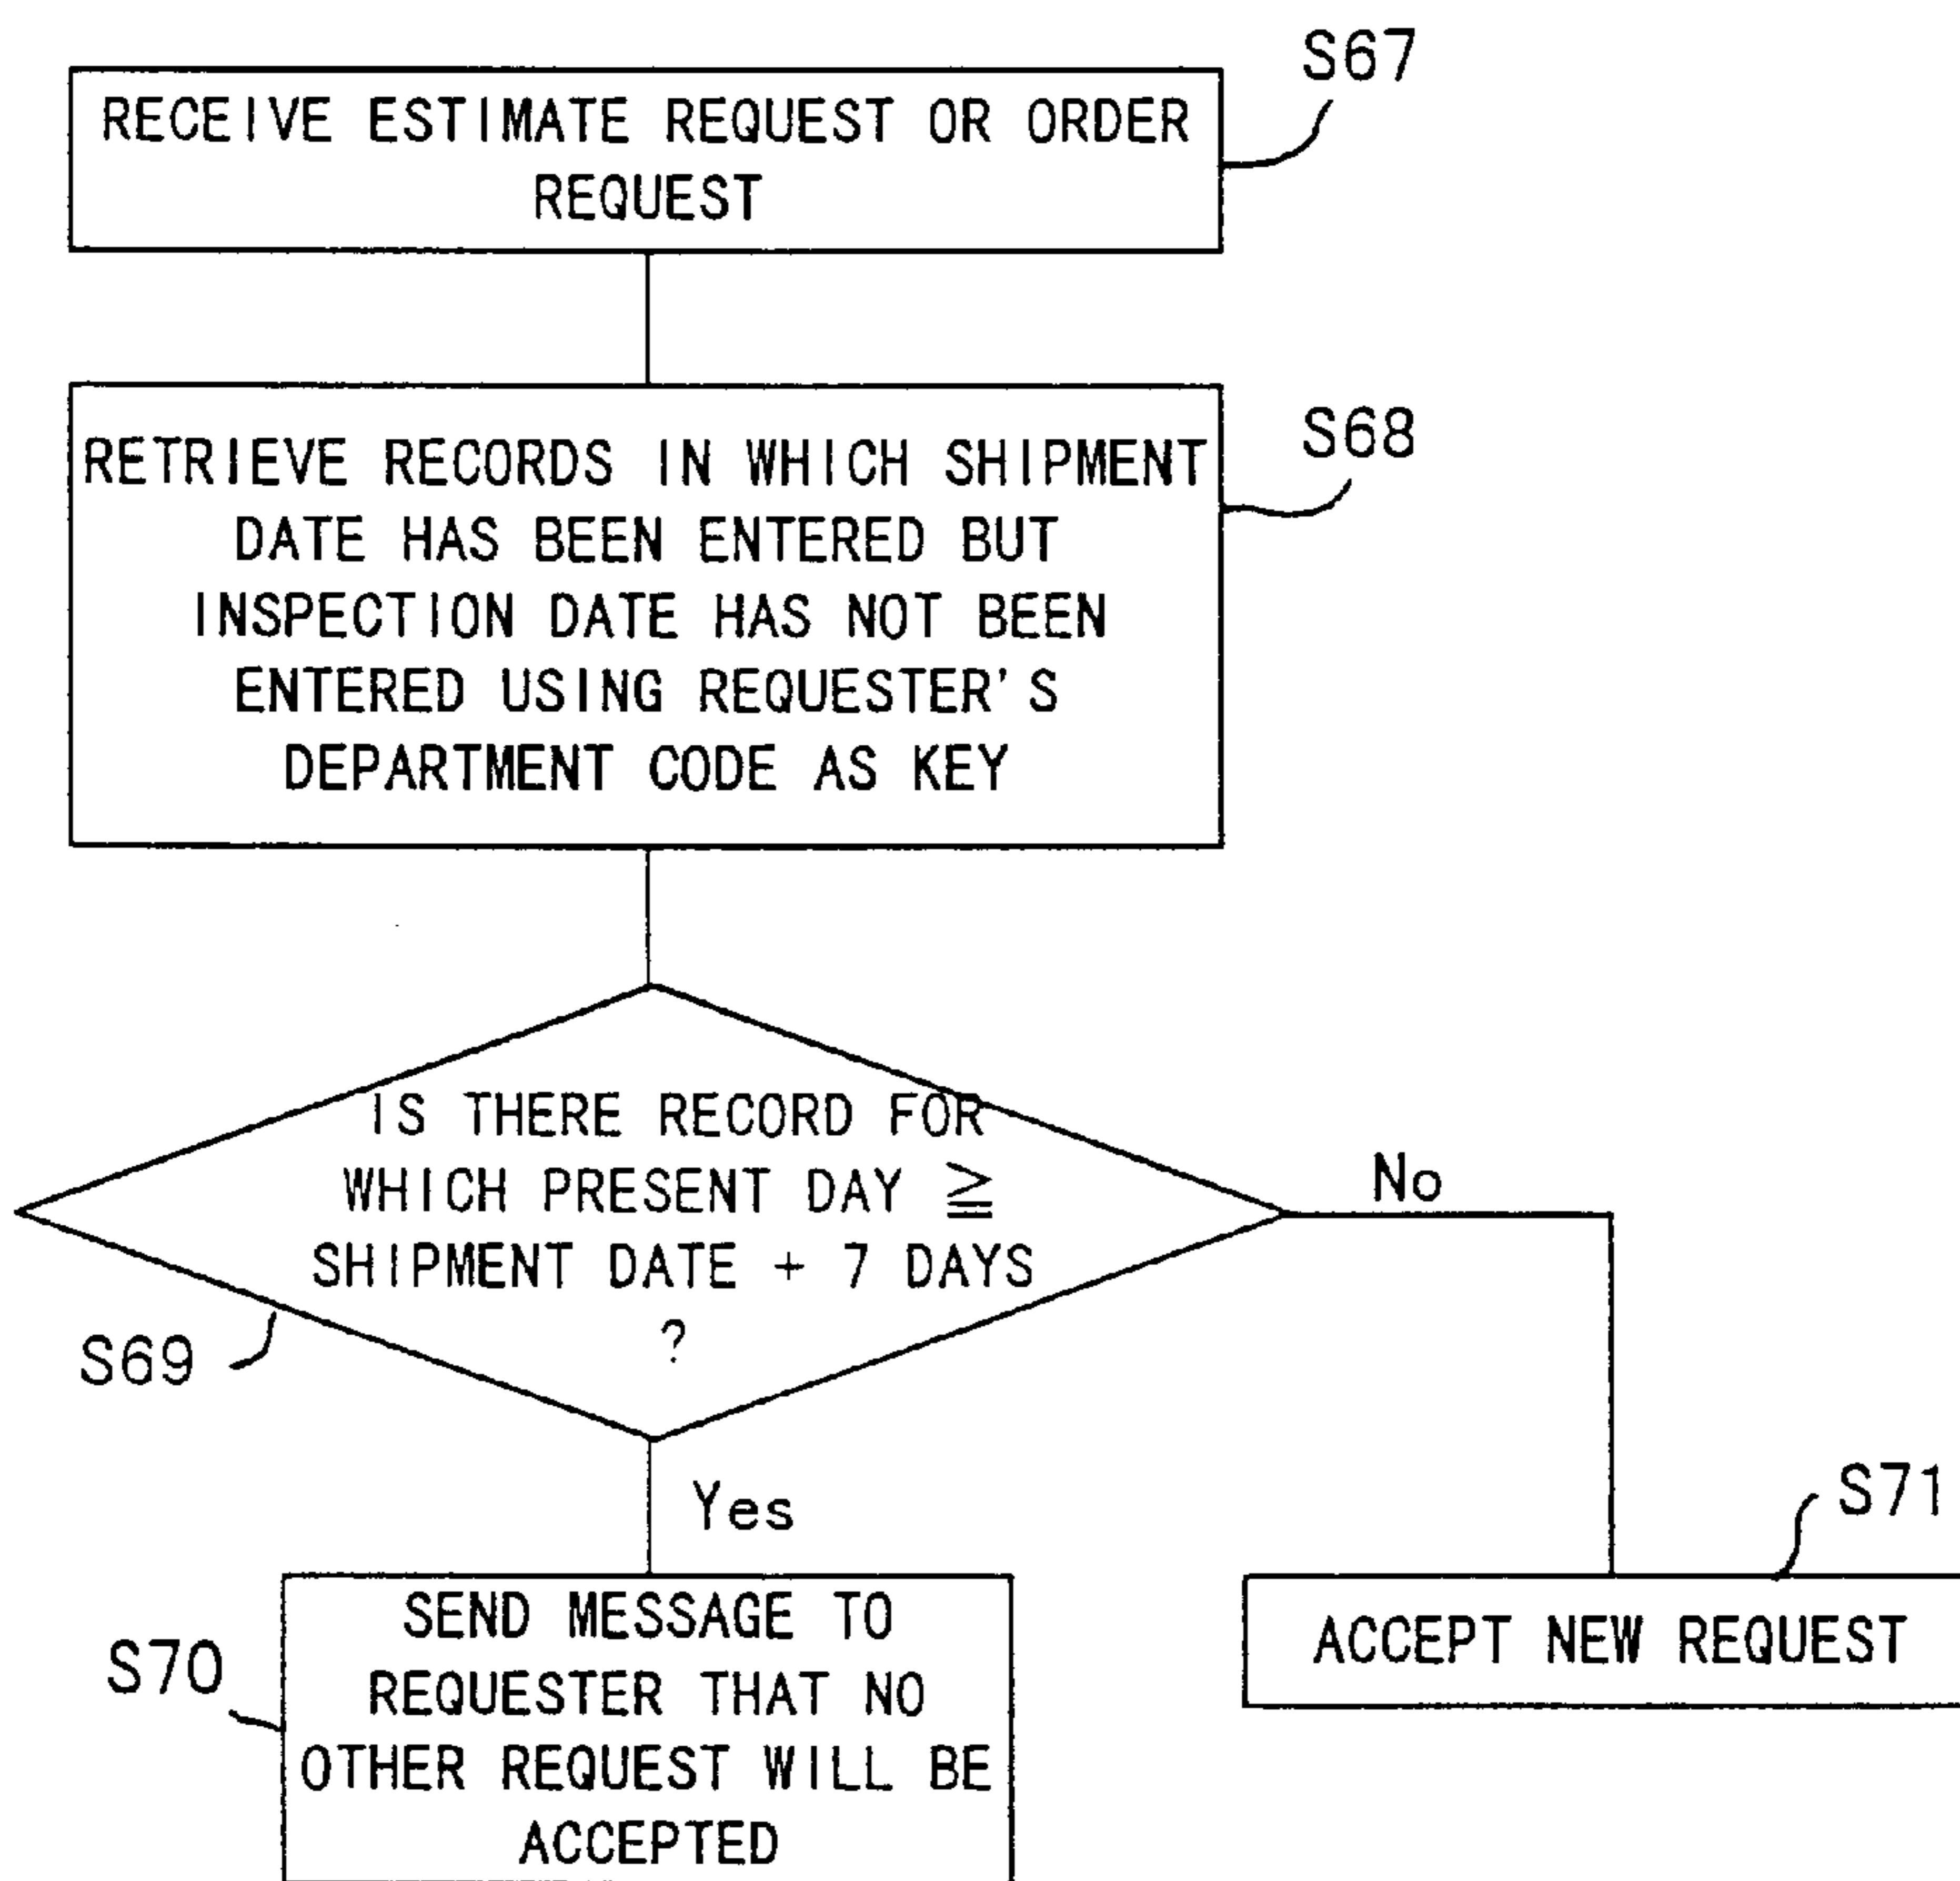 S67
RECEIVE ESTIMATE REQUEST OR ORDER
REQUEST
S68
RETRIEVE RECORDS IN WHICH SHIPMENT
DATE HAS BEEN ENTERED BUT
INSPECTION DATE HAS NOT BEEN
ENTERED USING REQUESTER'S
DEPARTMENT CODE AS KEY
IS THERE RECORD FOR
WHICH PRESENT DAY ≧
SHIPMENT DATE + 7 DAYS
?
No
S69
Yes
S71
SEND MESSAGE TO
REQUESTER THAT NO
OTHER REQUEST WILL BE
ACCEPTED
S70
ACCEPT NEW REQUEST